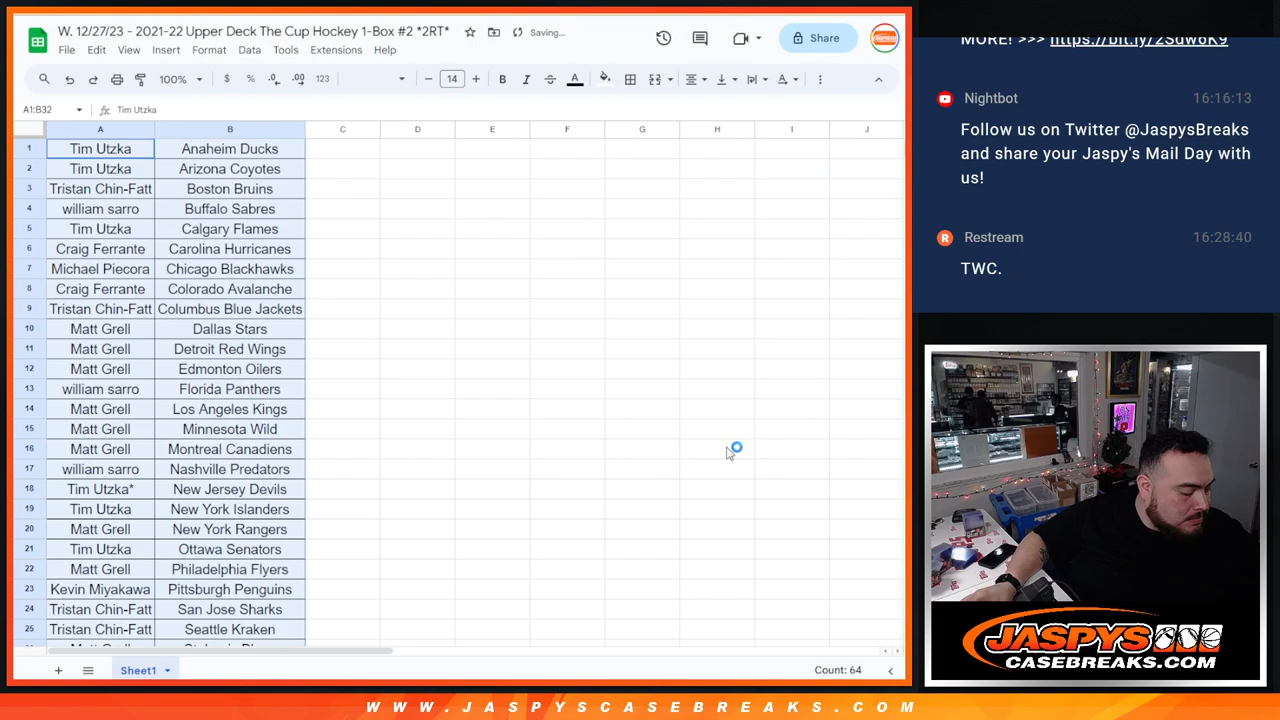 W. 12/27/23 - 2021-22 Upper Deck The Cup Hockey 1-Box #2 *2RT*
Saving...
File Edit View Insert Format Data Tools Extensions Help
Share
100% $ % .0 .00 123 14 B I A
A1:B32 fx Tim Utzka
A B C D E F G H I J
1 Tim Utzka Anaheim Ducks
2 Tim Utzka Arizona Coyotes
3 Tristan Chin-Fatt Boston Bruins
4 william sarro Buffalo Sabres
5 Tim Utzka Calgary Flames
6 Craig Ferrante Carolina Hurricanes
7 Michael Piecora Chicago Blackhawks
8 Craig Ferrante Colorado Avalanche
9 Tristan Chin-Fatt Columbus Blue Jackets
10 Matt Grell Dallas Stars
11 Matt Grell Detroit Red Wings
12 Matt Grell Edmonton Oilers
13 william sarro Florida Panthers
14 Matt Grell Los Angeles Kings
15 Matt Grell Minnesota Wild
16 Matt Grell Montreal Canadiens
17 william sarro Nashville Predators
18 Tim Utzka* New Jersey Devils
19 Tim Utzka New York Islanders
20 Matt Grell New York Rangers
21 Tim Utzka Ottawa Senators
22 Matt Grell Philadelphia Flyers
23 Kevin Miyakawa Pittsburgh Penguins
24 Tristan Chin-Fatt San Jose Sharks
25 Tristan Chin-Fatt Seattle Kraken
Sheet1
Count: 64
MORE! >>> https://bit.ly/2Sdw6K9
Nightbot 16:16:13
Follow us on Twitter @JaspysBreaks
and share your Jaspy's Mail Day with
us!
Restream 16:28:40
TWC.
JASPYS
CASEBREAKS.COM
WWW.JASPYSCASEBREAKS.COM